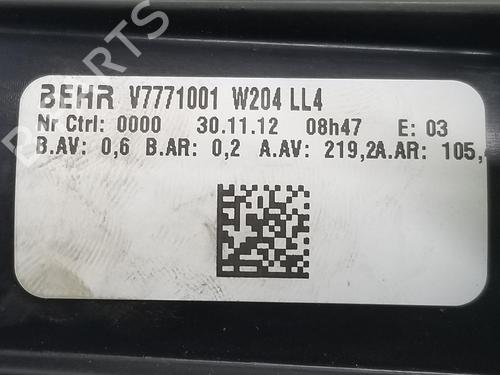 PARTS
BEHR V7771001 W204 LL4
Nr Ctrl: 0000 30.11.12 08h47 E: 03
B.AV: 0,6 B.AR: 0,2 A.AV: 219,2A.AR: 105,